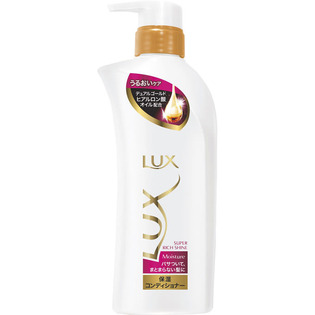 うるおいケア
デュアルゴールド
ヒアルロン酸
オイル配合
LUX
LUX
SUPER
RICH SHINE
Moisture
パサついて、
まとまらない髪に
保湿
コンディショナー